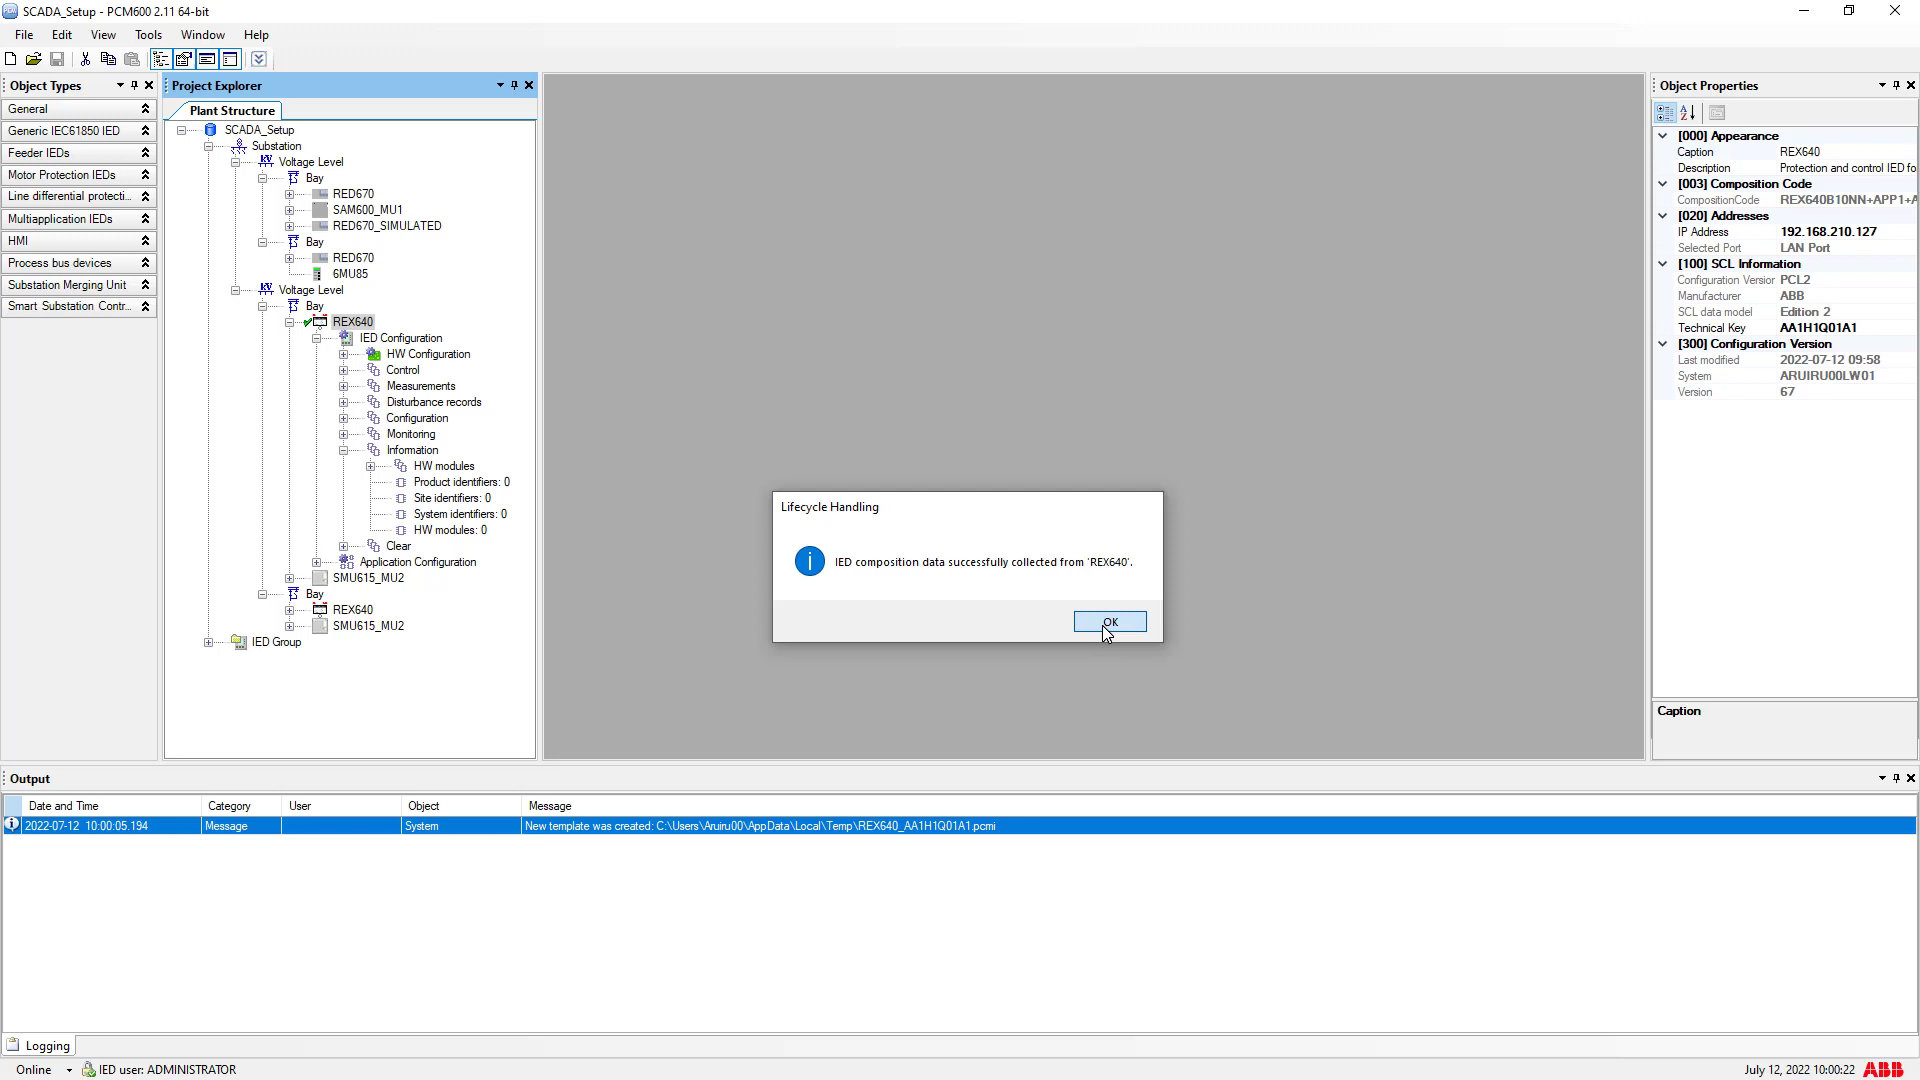 SCADA_Setup - PCM600 2.11 64-bit
File Edit View Tools Window Help
Object Types
General
Generic IEC61850 IED
Feeder IEDs
Motor Protection IEDs
Line differential protecti...
Multiapplication IEDs
HMI
Process bus devices
Substation Merging Unit
Smart Substation Contr...
Project Explorer
Plant Structure
SCADA_Setup
Substation
Voltage Level
Bay
RED670
SAM600_MU1
RED670_SIMULATED
Bay
RED670
6MU85
Voltage Level
Bay
REX640
IED Configuration
HW Configuration
Control
Measurements
Disturbance records
Configuration
Monitoring
Information
HW modules
Product identifiers: 0
Site identifiers: 0
System identifiers: 0
HW modules: 0
Clear
Application Configuration
SMU615_MU2
Bay
REX640
SMU615_MU2
IED Group
Lifecycle Handling
IED composition data successfully collected from 'REX640'.
OK
Object Properties
[000] Appearance
Caption REX640
Description Protection and control IED fo
[003] Composition Code
CompositionCode REX640B10NN+APP1+A
[020] Addresses
IP Address 192.168.210.127
Selected Port LAN Port
[100] SCL Information
Configuration Version PCL2
Manufacturer ABB
SCL data model Edition 2
Technical Key AA1H1Q01A1
[300] Configuration Version
Last modified 2022-07-12 09:58
System ARUIRU00LW01
Version 67
Caption
Output
Date and Time Category User Object Message
2022-07-12 10:00:05.194 Message System New template was created: C:\Users\Aruiru00\AppData\Local\Temp\REX640_AA1H1Q01A1.pcmi
Logging
Online IED user: ADMINISTRATOR July 12, 2022 10:00:22 ABB